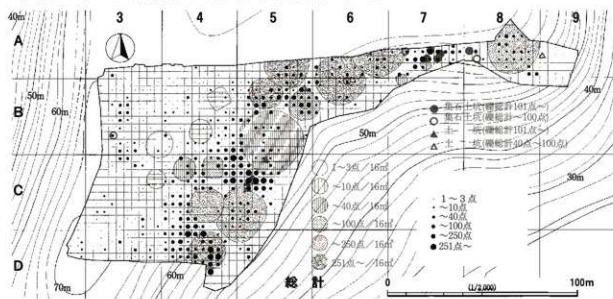 3 4 5 6 7 8 9
40m
A
50m
60m
B
40m
50m
C
30m
D
60m
70m
集石土坑(礫総計101点～)
集石土坑(礫総計～100点)
土 坑(礫総計101点～)
土 坑(礫総計40点～100点)
1～3点/16㎡
～10点/16㎡
～40点/16㎡
～100点/16㎡
～250点/16㎡
251点～/16㎡
1～3点
～10点
～40点
～100点
～250点
251点～
総 計
0 (1/2,000) 100m